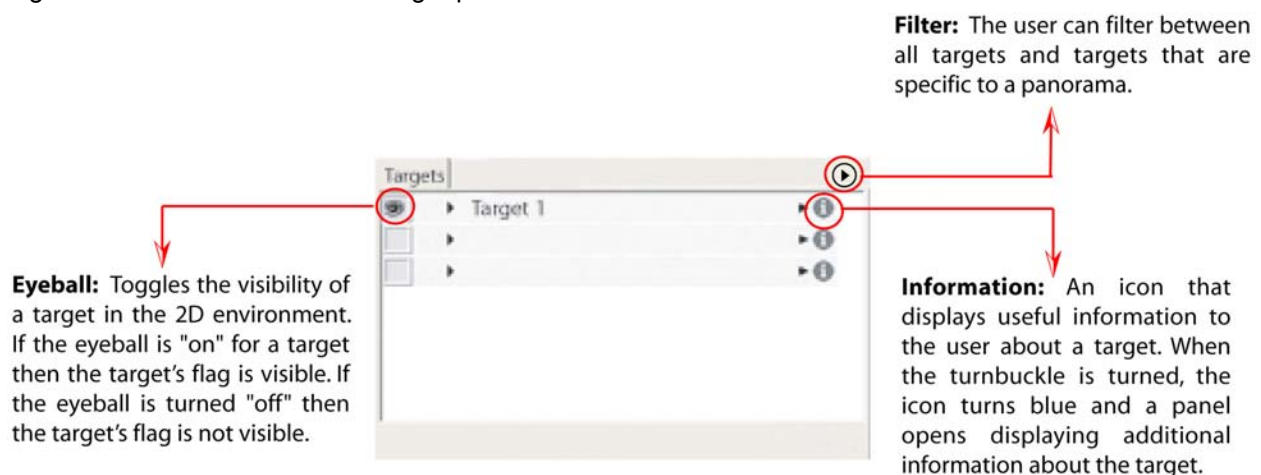 Filter: The user can filter between
all targets and targets that are
specific to a panorama.
Targets
Target 1
Eyeball: Toggles the visibility of
a target in the 2D environment.
If the eyeball is "on" for a target
then the target's flag is visible. If
the eyeball is turned "off" then
the target's flag is not visible.
Information: An icon that
displays useful information to
the user about a target. When
the turnbuckle is turned, the
icon turns blue and a panel
opens displaying additional
information about the target.